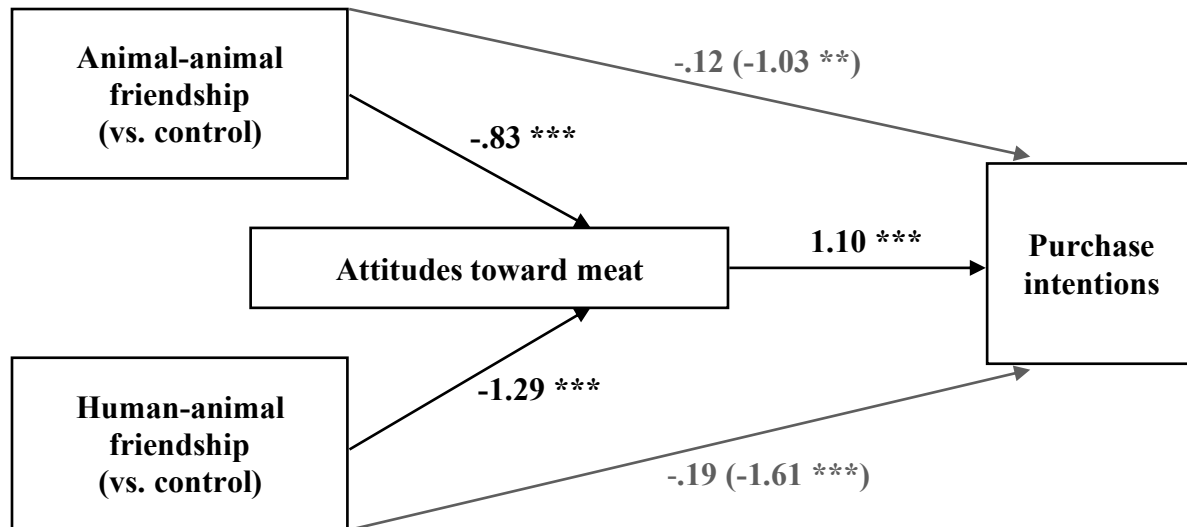 Animal-animal
friendship
(vs. control)
-.12 (-1.03 **)
-.83 ***
Attitudes toward meat
1.10 ***
Purchase
intentions
Human-animal
friendship
(vs. control)
-1.29 ***
-.19 (-1.61 ***)